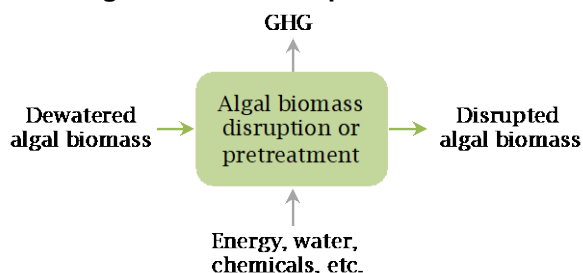 GHG
Dewatered
algal biomass
Algal biomass
disruption or
pretreatment
Disrupted
algal biomass
Energy, water,
chemicals, etc.